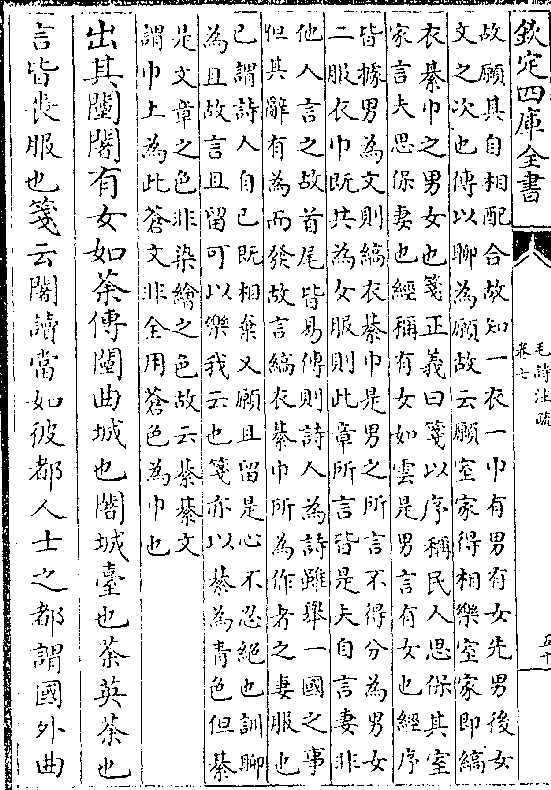 欽定四庫全書
毛詩注疏
卷七
五十
故願其自相配合故知一衣一巾有男有女先男後女
文之次也傳以聊為願故云願室家得相樂室家即縞
衣綦巾之男女也箋正義曰箋以序稱民人思保其室
家言夫思保妻也經稱有女如雲是男言有女也經序
皆據男為文則縞衣綦巾是男之所言不得分為男女
二服衣巾既共為女服則此章所言皆是夫自言妻非
他人言之故首尾皆易傳則詩人為詩雖舉一國之事
但其辭有為而發故言縞衣綦巾所為作者之妻服也
已謂詩人自已既相棄又願且留是心不忍絕也訓聊
為且故言且留可以樂我云也箋亦以綦為青色但綦
是文章之色非染繒之色故云綦綦文
謂巾上為此蒼文非全用蒼色為巾也
出其闉闍有女如荼傳闉曲城也闍城臺也荼英荼也
言皆喪服也箋云闍讀當如彼都人士之都謂國外曲